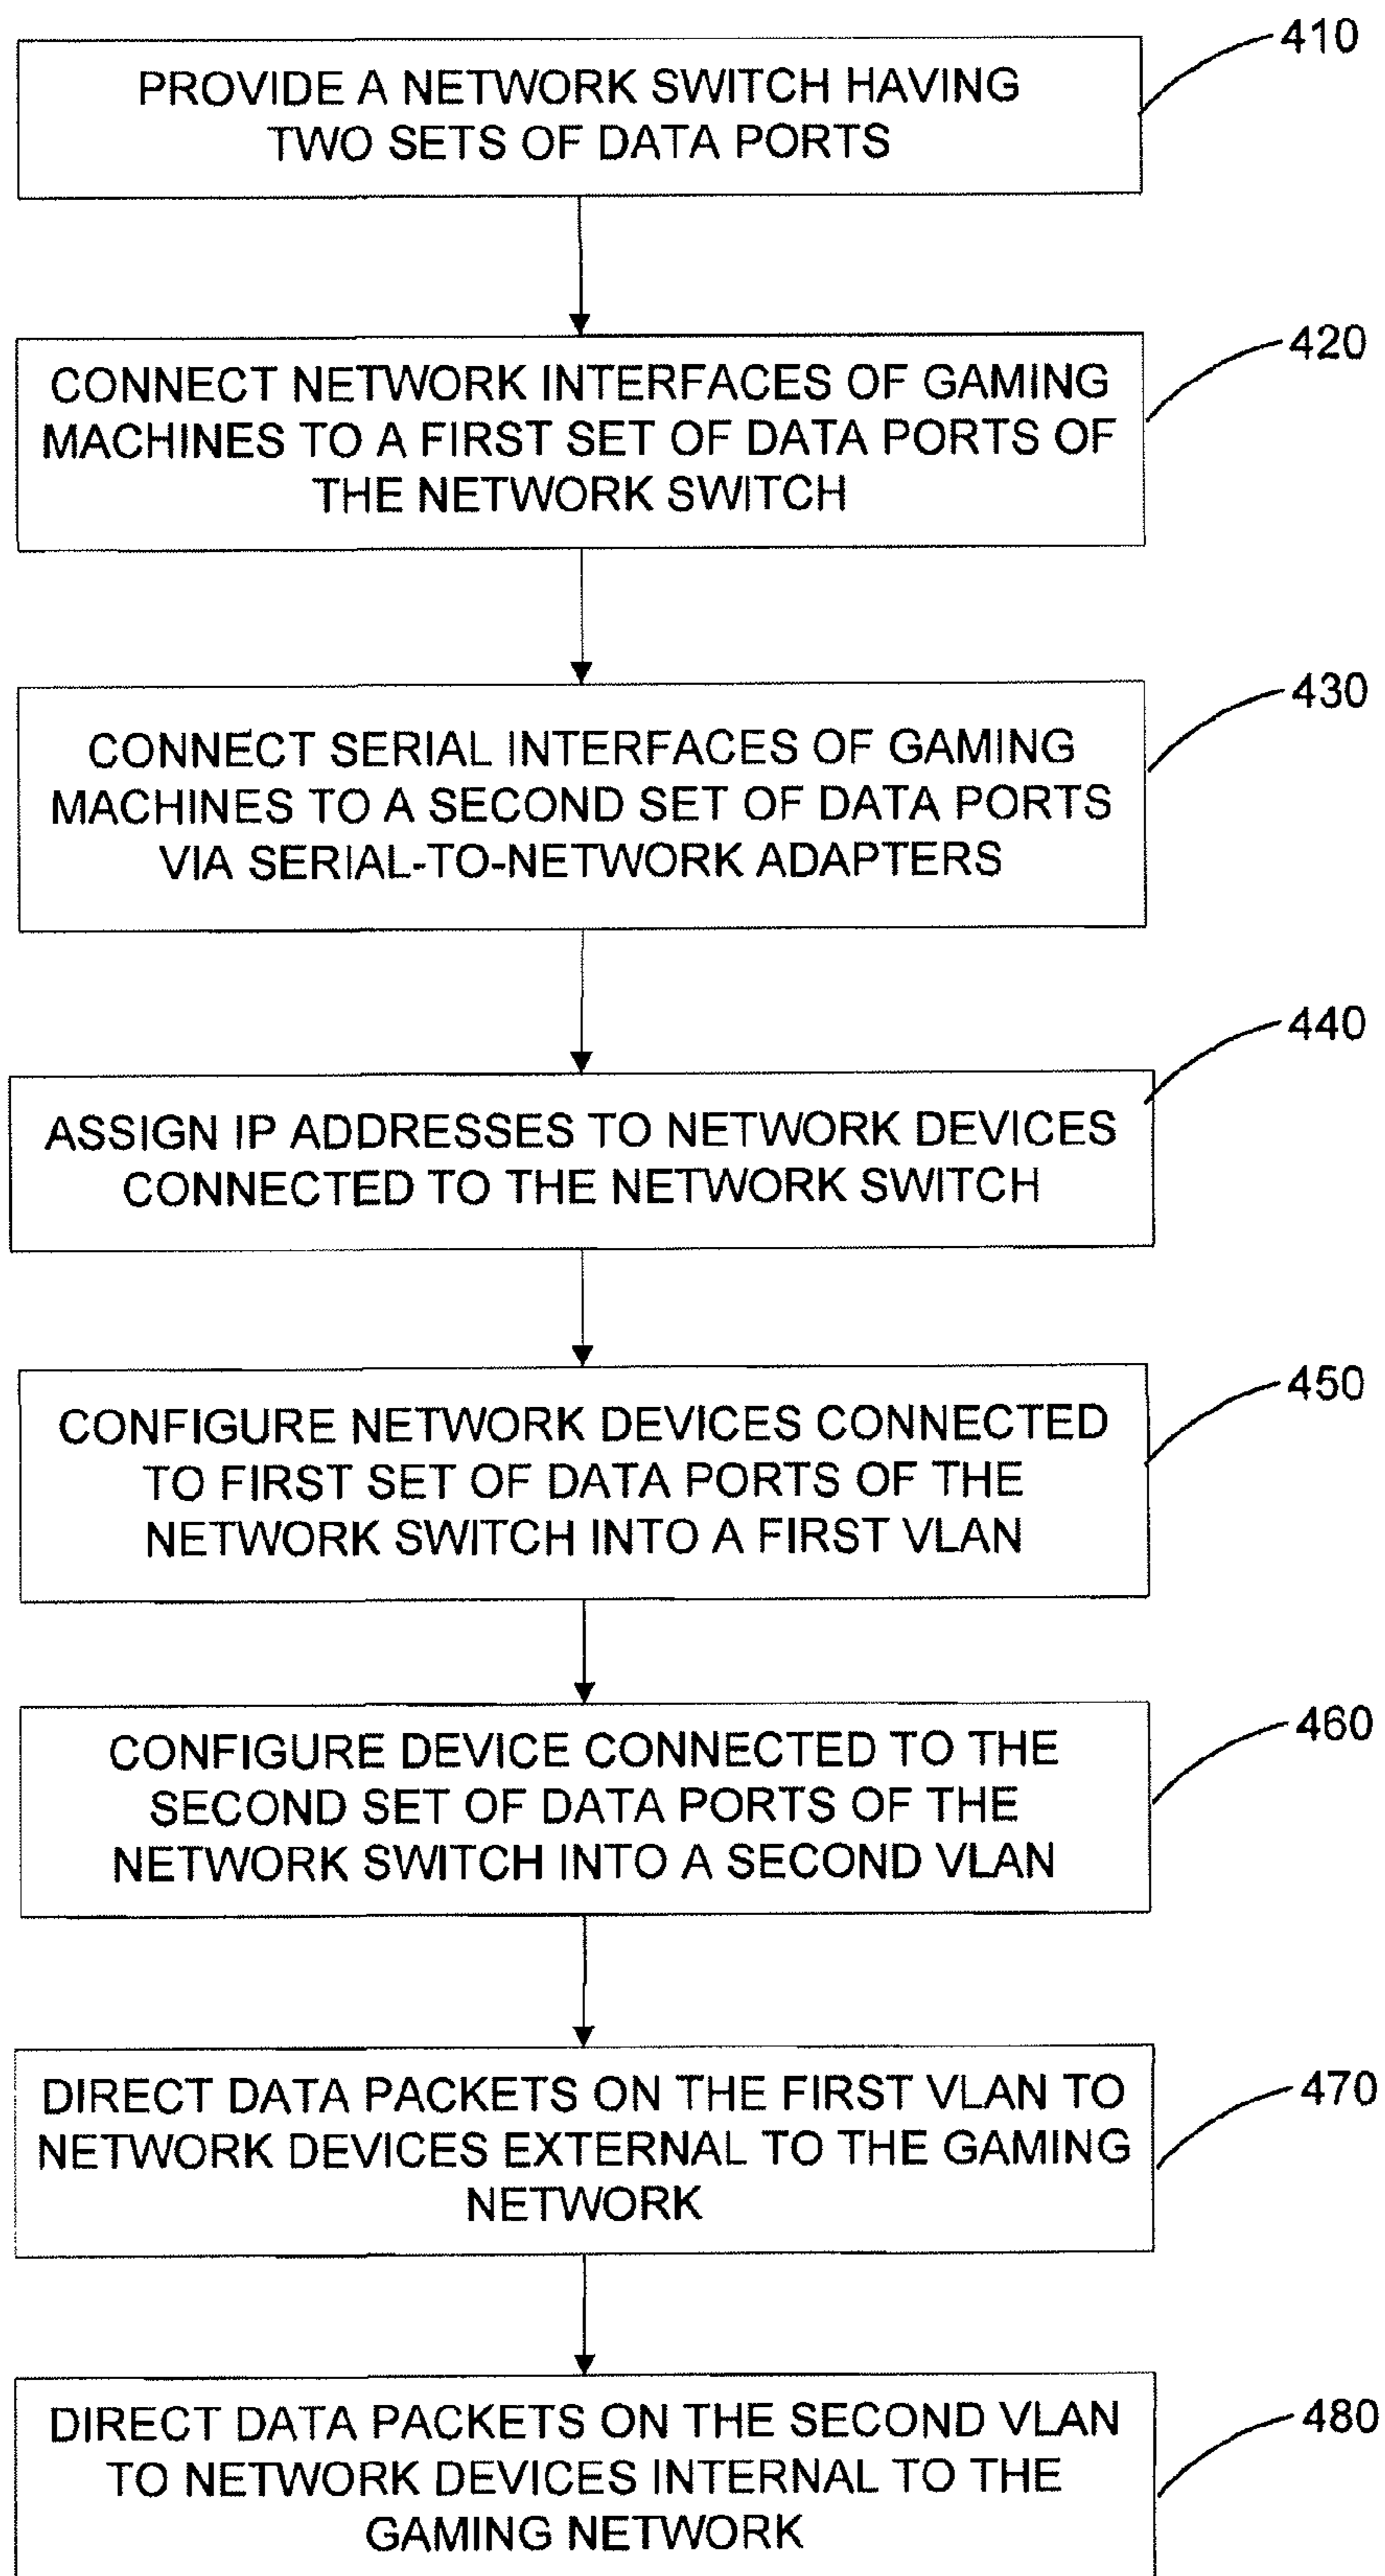 410
PROVIDE A NETWORK SWITCH HAVING
TWO SETS OF DATA PORTS
420
CONNECT NETWORK INTERFACES OF GAMING
MACHINES TO A FIRST SET OF DATA PORTS OF
THE NETWORK SWITCH
430
CONNECT SERIAL INTERFACES OF GAMING
MACHINES TO A SECOND SET OF DATA PORTS
VIA SERIAL-TO-NETWORK ADAPTERS
440
ASSIGN IP ADDRESSES TO NETWORK DEVICES
CONNECTED TO THE NETWORK SWITCH
450
CONFIGURE NETWORK DEVICES CONNECTED
TO FIRST SET OF DATA PORTS OF THE
NETWORK SWITCH INTO A FIRST VLAN
460
CONFIGURE DEVICE CONNECTED TO THE
SECOND SET OF DATA PORTS OF THE
NETWORK SWITCH INTO A SECOND VLAN
470
DIRECT DATA PACKETS ON THE FIRST VLAN TO
NETWORK DEVICES EXTERNAL TO THE GAMING
NETWORK
480
DIRECT DATA PACKETS ON THE SECOND VLAN
TO NETWORK DEVICES INTERNAL TO THE
GAMING NETWORK